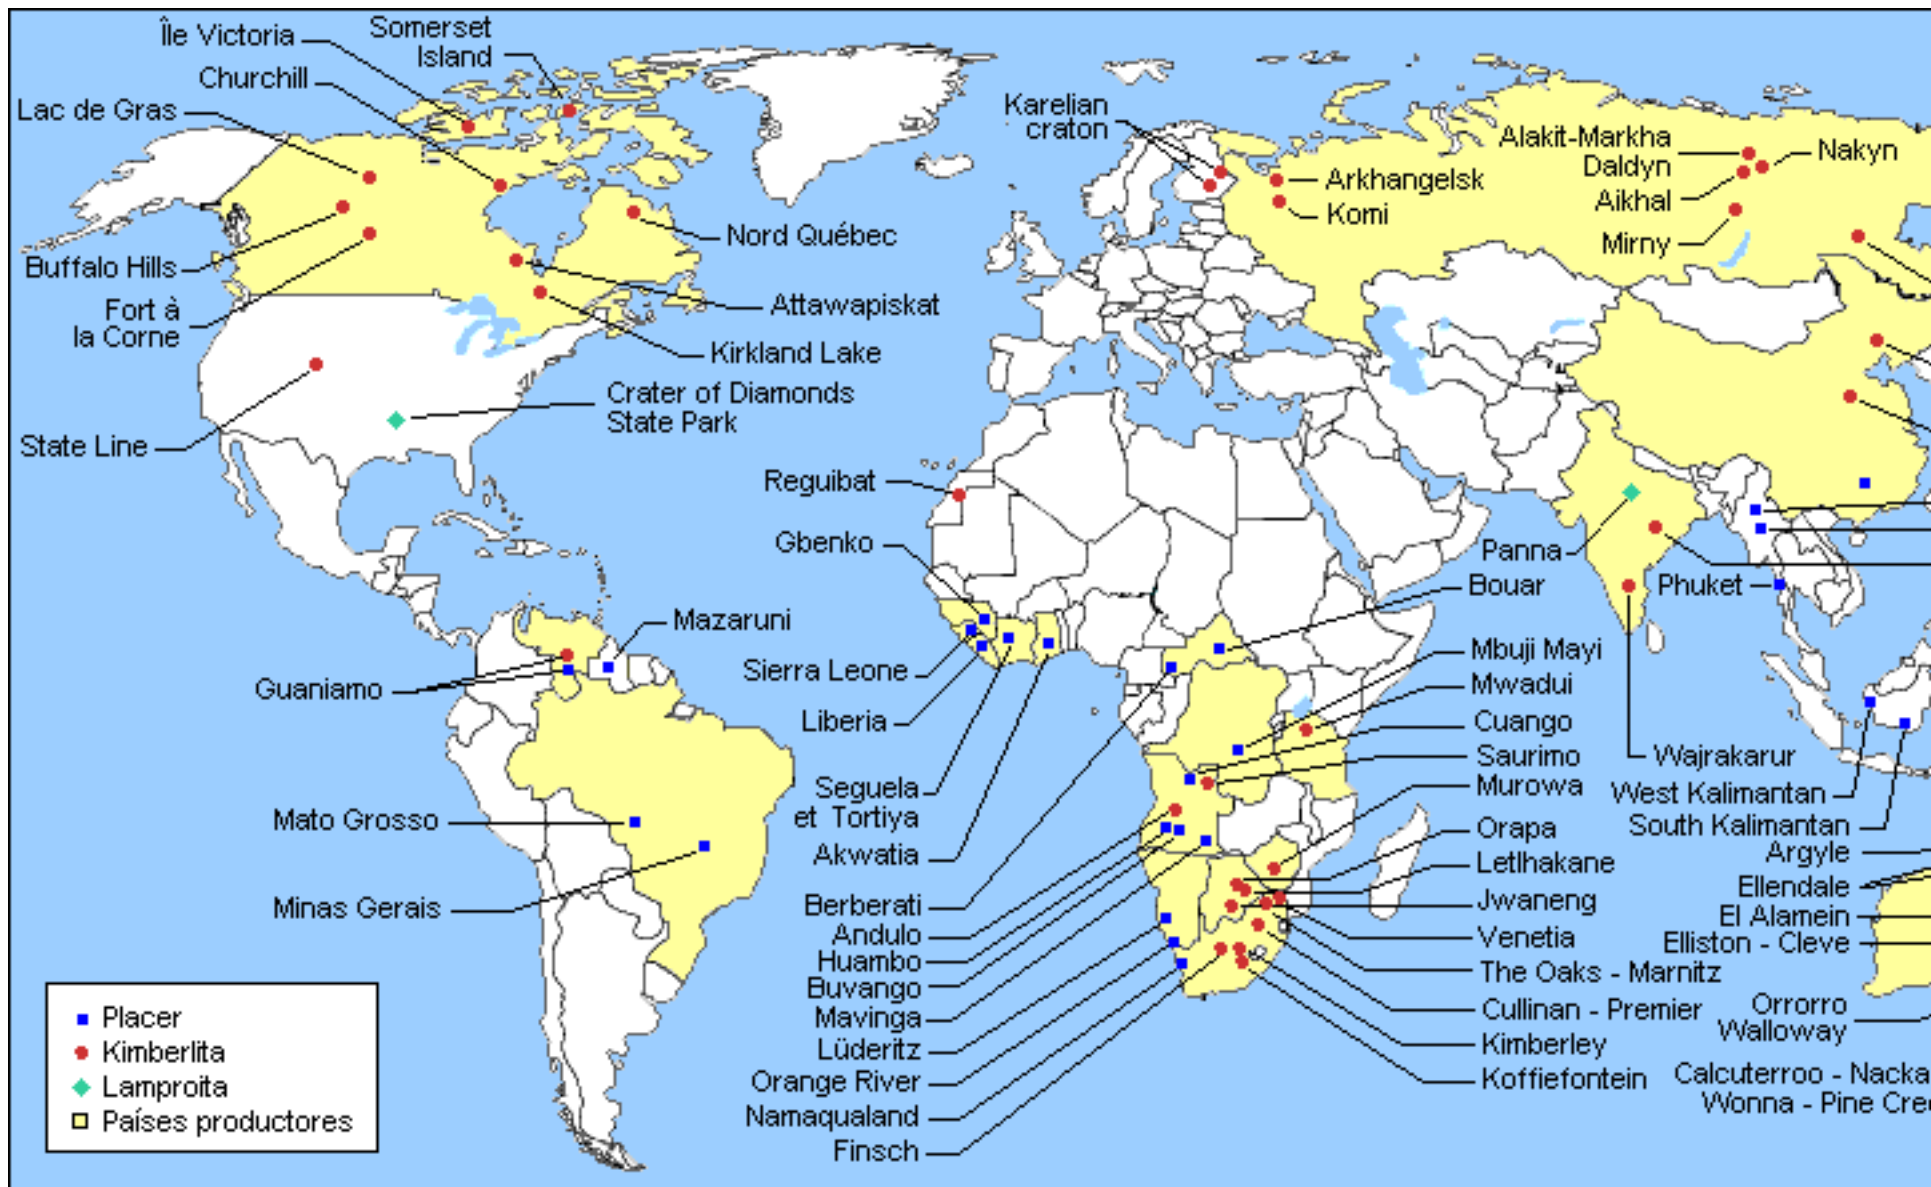 Île Victoria
Somerset
Island
Churchill
Lac de Gras
Buffalo Hills
Fort à
la Corne
State Line
Nord Québec
Attawapiskat
Kirkland Lake
Crater of Diamonds
State Park
Karelian
craton
Arkhangelsk
Komi
Alakit-Markha
Daldyn
Aikhal
Mirny
Nakyn
Reguibat
Gbenko
Mazaruni
Guaniamo
Sierra Leone
Liberia
Seguela
et Tortiya
Akwatia
Mato Grosso
Minas Gerais
Berberati
Andulo
Huambo
Buvango
Mavinga
Lüderitz
Orange River
Namaqualand
Finsch
Panna
Phuket
Bouar
Mbuji Mayi
Mwadui
Cuango
Saurimo
Murowa
Orapa
Letlhakane
Jwaneng
Venetia
The Oaks - Marnitz
Cullinan - Premier
Kimberley
Koffiefontein
Wajrakarur
West Kalimantan
South Kalimantan
Argyle
Ellendale
El Alamein
Elliston - Cleve
Orrorro
Walloway
Calcuterroo - Nacka
Wonna - Pine Cree
Placer
Kimberlita
Lamproïta
Países productores